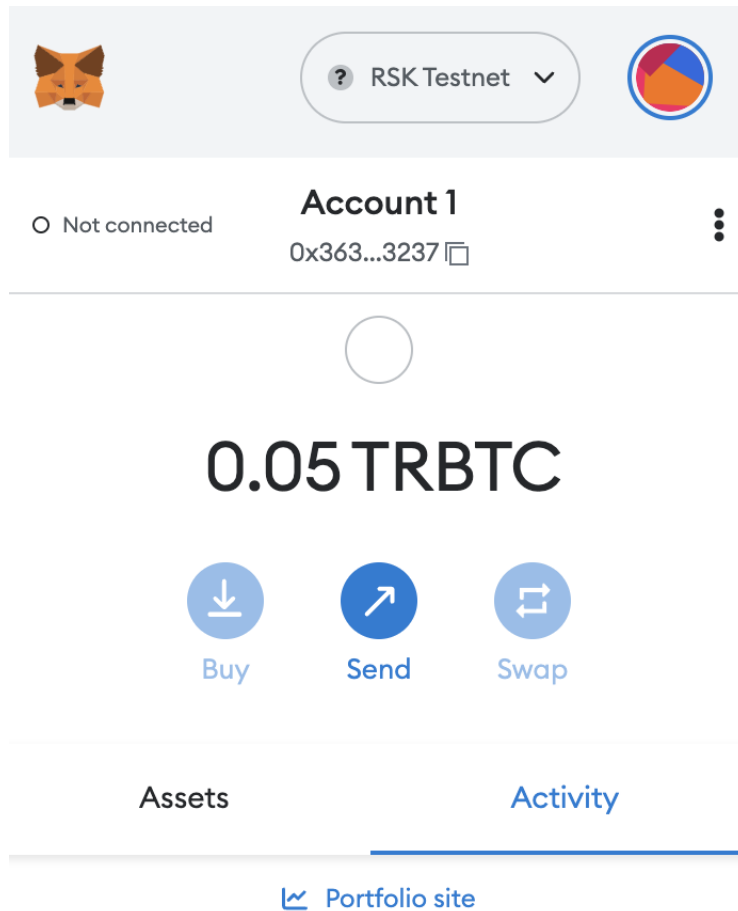 ? RSK Testnet
Not connected
Account 1
0x363...3237
0.05 TRBTC
Buy
Send
Swap
Assets
Activity
Portfolio site